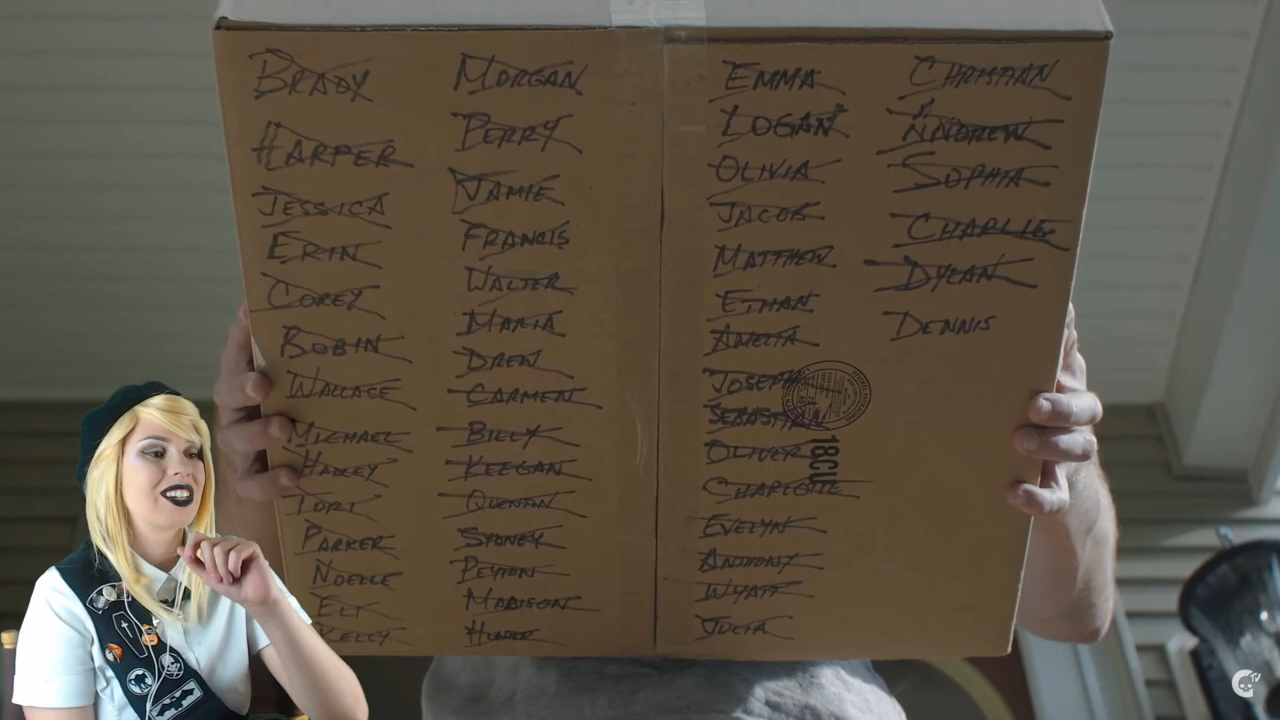 BRADY
HARPER
JESSICA
ERIN
COREY
ROBIN
WALLACE
MICHAEL
HADLEY
TORI
PARKER
NOELLE
ELI
KELLY
MORGAN
PERRY
JAMIE
FRANCIS
WALTER
MARIA
DREW
CARMEN
BILLY
KEEGAN
QUENTIN
SYDNEY
PEYTON
MADISON
HUNTER
EMMA
LOGAN
OLIVIA
JACOB
MATTHEW
ETHAN
AMELIA
JOSEPH
SEBASTIAN
OLIVER
CHARLOTTE
EVELYN
ANTHONY
WYATT
JULIA
CHRISTIAN
ANDREW
SOPHIA
CHARLIE
DYLAN
DENNIS
18CU